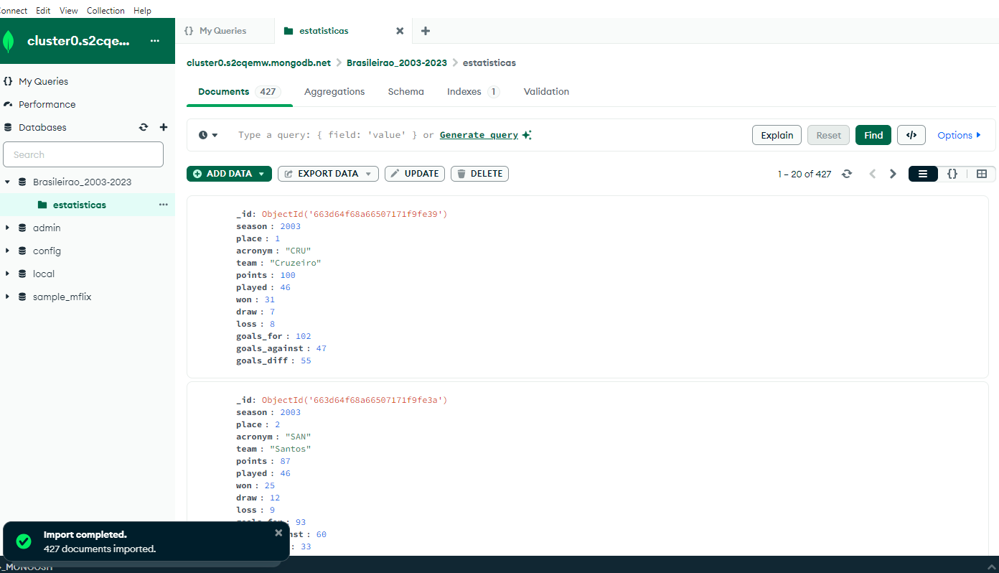 onnect Edit View Collection Help
cluster0.s2cqe... ...
{} My Queries
Performance
Databases
Search
Brasileirao_2003-2023
estatisticas ...
admin
config
local
sample_mflix
{} My Queries
estatisticas
cluster0.s2cqemw.mongodb.net > Brasileirao_2003-2023 > estatisticas
Documents 427 Aggregations Schema Indexes 1 Validation
Type a query: { field: 'value' } or Generate query
Explain Reset Find </> Options
ADD DATA EXPORT DATA UPDATE DELETE
1 – 20 of 427 {}
_id: ObjectId('663d64f68a66507171f9fe39')
season : 2003
place : 1
acronym : "CRU"
team : "Cruzeiro"
points : 100
played : 46
won : 31
draw : 7
loss : 8
goals_for : 102
goals_against : 47
goals_diff : 55
_id: ObjectId('663d64f68a66507171f9fe3a')
season : 2003
place : 2
acronym : "SAN"
team : "Santos"
points : 87
played : 46
won : 25
draw : 12
loss : 9
goals_for : 93
nst : 60
: 33
Import completed.
427 documents imported.
>_MONGOSH